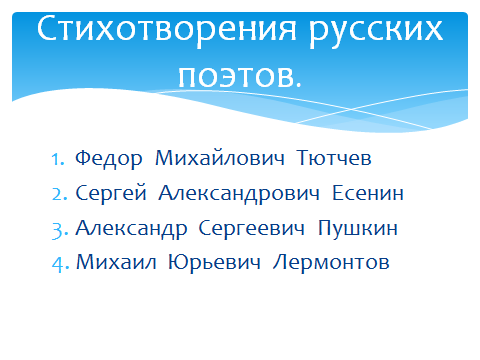 Стихотворения русских
поэтов.
1. Федор Михайлович Тютчев
2. Сергей Александрович Есенин
3. Александр Сергеевич Пушкин
4. Михаил Юрьевич Лермонтов